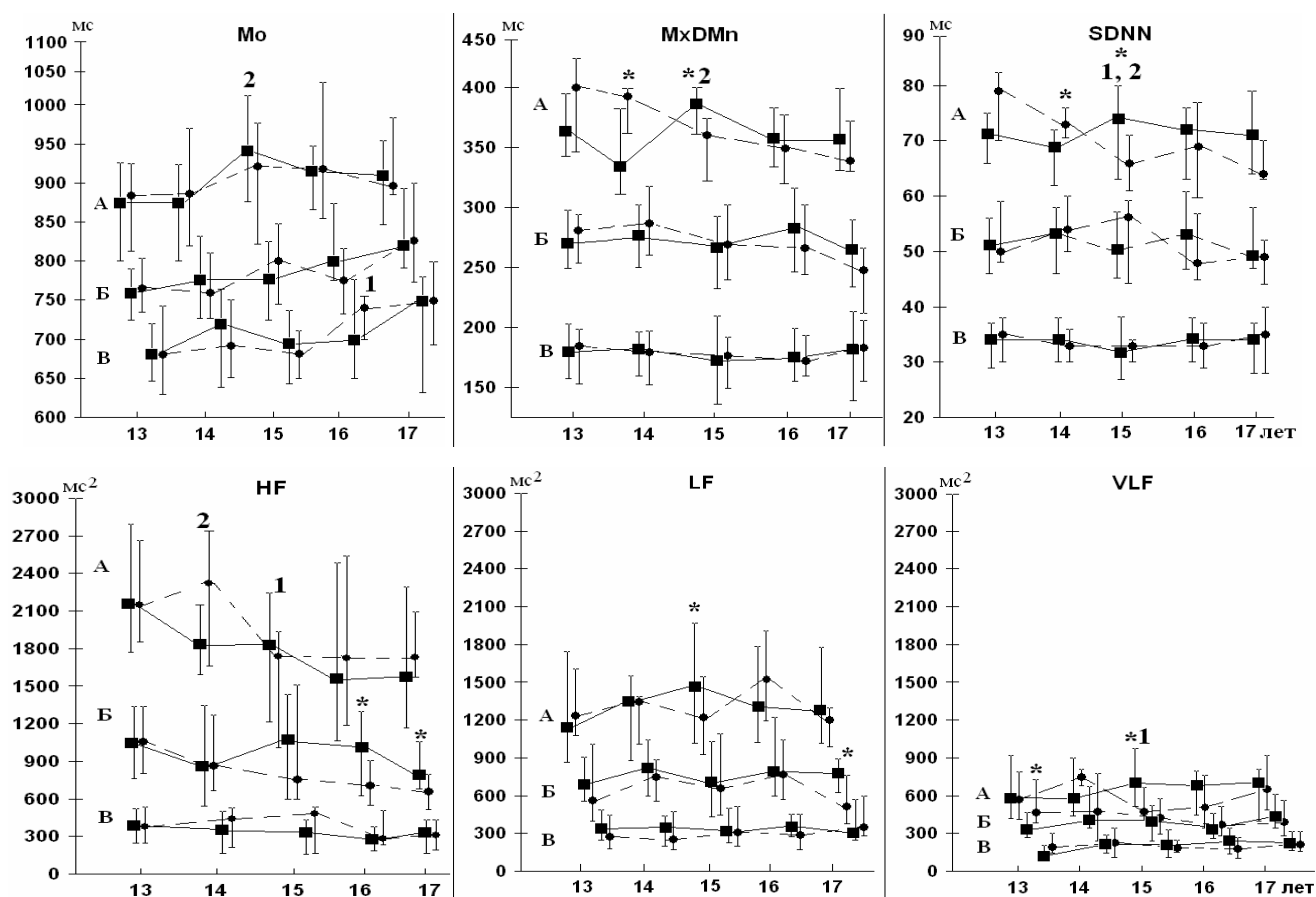 мс
Mo
1100
1050
1000
950
900
850
800
750
700
650
600
2
А
Б
1
В
13 14 15 16 17
мс
MxDMn
450
400
350
300
250
200
150
*
* 2
А
Б
В
13 14 15 16 17
мс
SDNN
90
80
70
60
50
40
30
20
*
1, 2
*
А
Б
В
13 14 15 16 17 лет
мс2
HF
3000
2700
2400
2100
1800
1500
1200
900
600
300
0
2
А
1
Б
*
*
В
13 14 15 16 17
мс2
LF
3000
2700
2400
2100
1800
1500
1200
900
600
300
0
*
А
*
Б
В
13 14 15 16 17
мс2
VLF
3000
2700
2400
2100
1800
1500
1200
900
600
300
0
*1
*
А
Б
В
13 14 15 16 17 лет